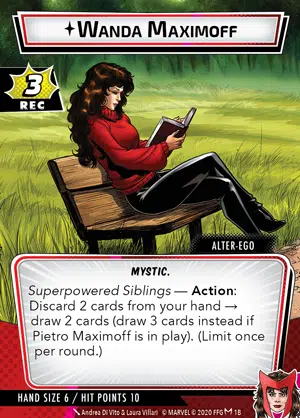 Wanda Maximoff
3
REC
ALTER-EGO
MYSTIC.
Superpowered Siblings — Action:
Discard 2 cards from your hand →
draw 2 cards (draw 3 cards instead if
Pietro Maximoff is in play). (Limit once
per round.)
HAND SIZE 6 / HIT POINTS 10
Andrea Di Vito & Laura Villari © MARVEL © 2020 FFG 1B